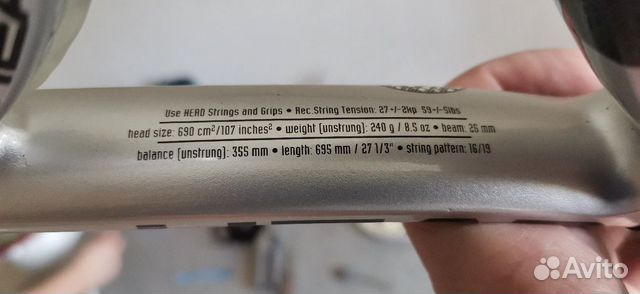 Use HEAD Strings and Grips • Rec.String Tension: 27 +/-2kp 59+/-5lbs
head size: 690 cm²/107 inches² • weight (unstrung): 240 g / 8.5 oz • beam: 26 mm
balance (unstrung): 355 mm • length: 695 mm / 27 1/3" • string pattern: 16/19
Avito